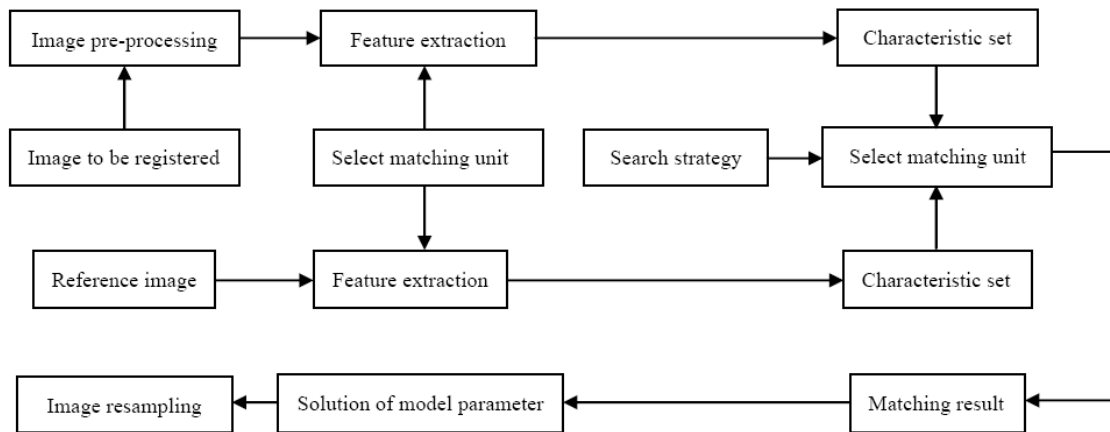 Image pre-processing
Feature extraction
Characteristic set
Image to be registered
Select matching unit
Search strategy
Select matching unit
Reference image
Feature extraction
Characteristic set
Image resampling
Solution of model parameter
Matching result